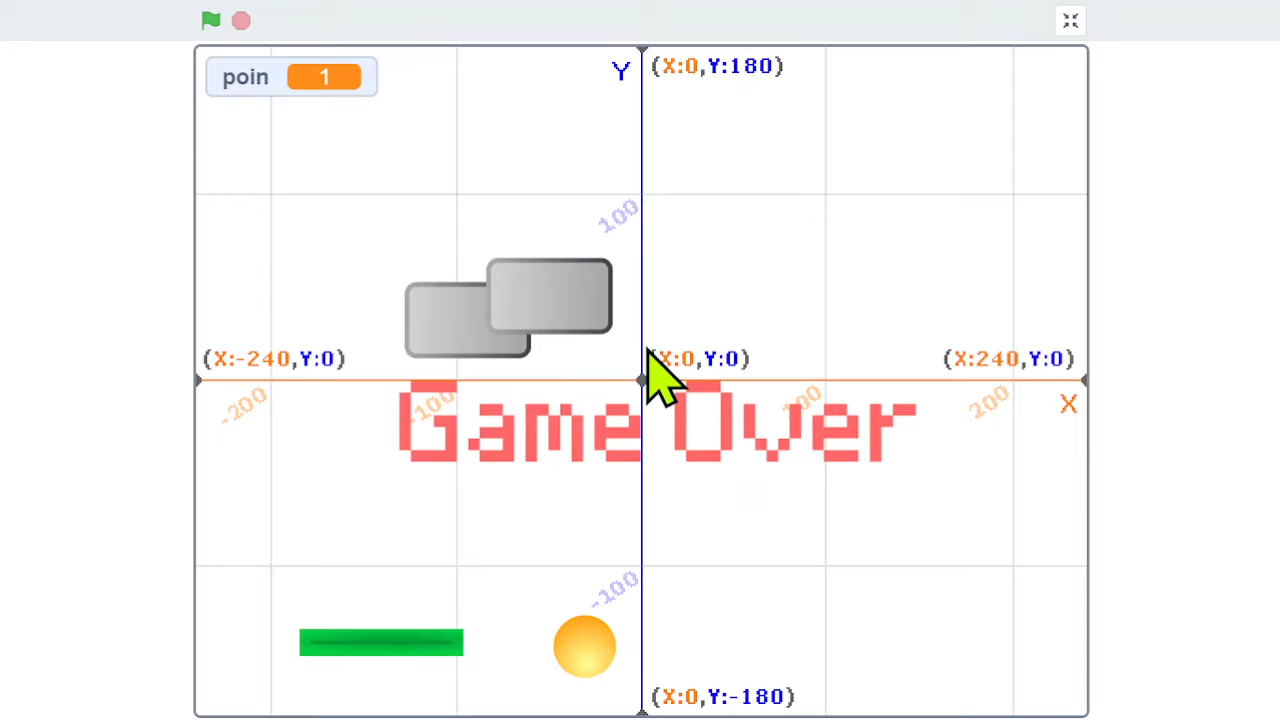 poin 1
Y (X:0,Y:180)
100
(X:-240,Y:0) (X:0,Y:0) (X:240,Y:0)
-200 -100 100 200 X
Game Over
-100
(X:0,Y:-180)